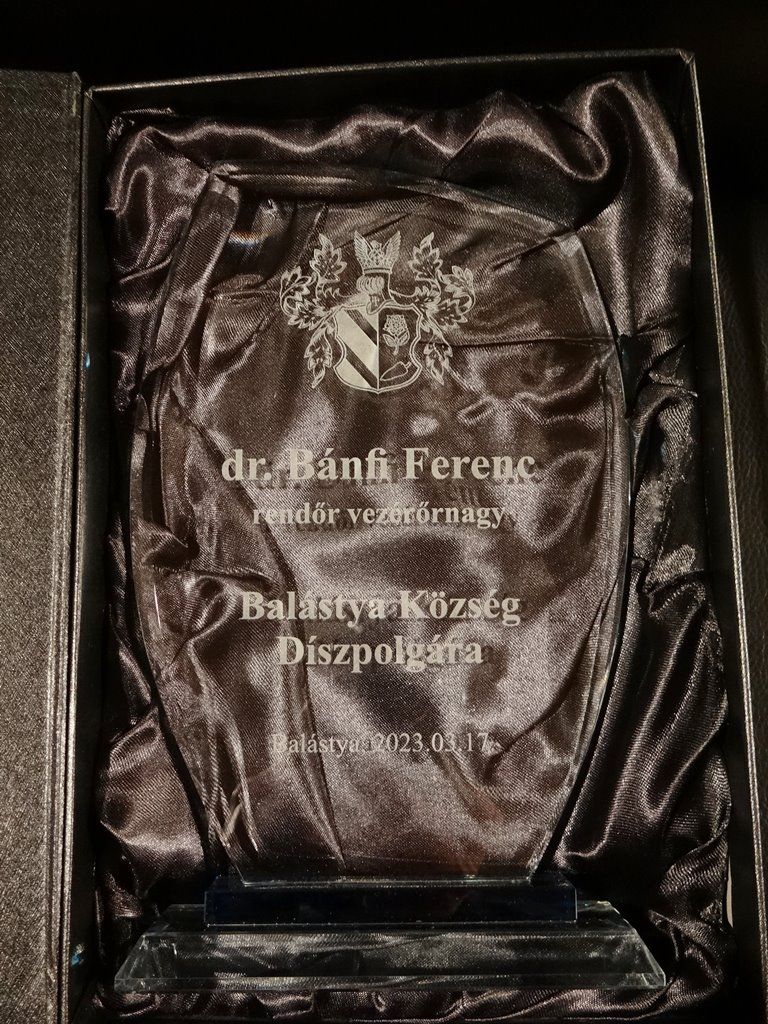 dr. Bánfi Ferenc
rendőr vezérőrnagy
Balástya Község
Díszpolgára
Balástya, 2023.03.17.